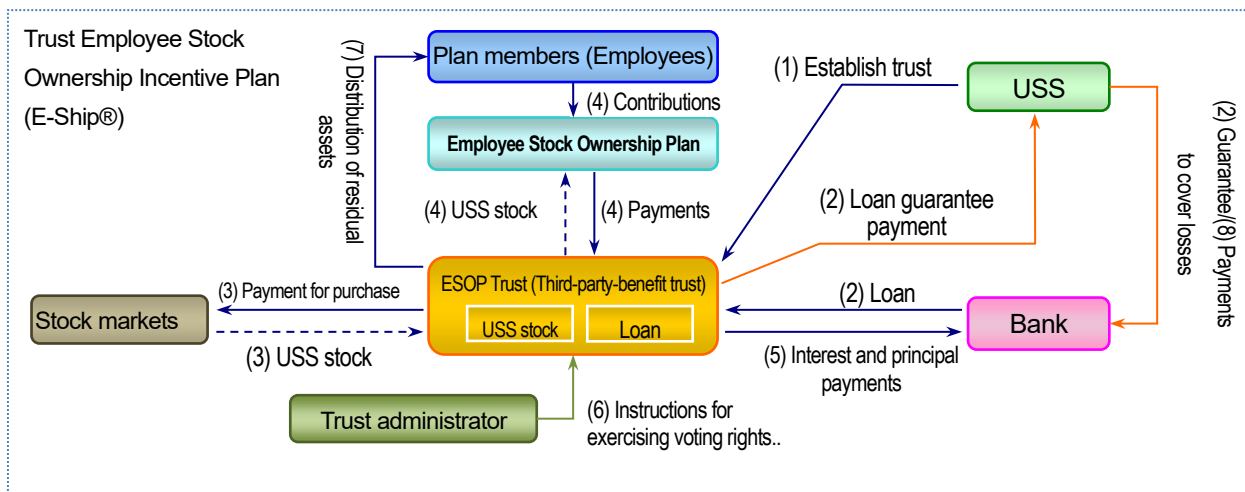 Trust Employee Stock
Ownership Incentive Plan
(E-Ship®)
Plan members (Employees)
(7) Distribution of residual
assets
(4) Contributions
Employee Stock Ownership Plan
(4) USS stock
(4) Payments
(1) Establish trust
USS
(2) Guarantee/(8) Payments
to cover losses
(2) Loan guarantee
payment
ESOP Trust (Third-party-benefit trust)
USS stock
Loan
Stock markets
(3) Payment for purchase
(3) USS stock
(2) Loan
Bank
(5) Interest and principal
payments
Trust administrator
(6) Instructions for
exercising voting rights..